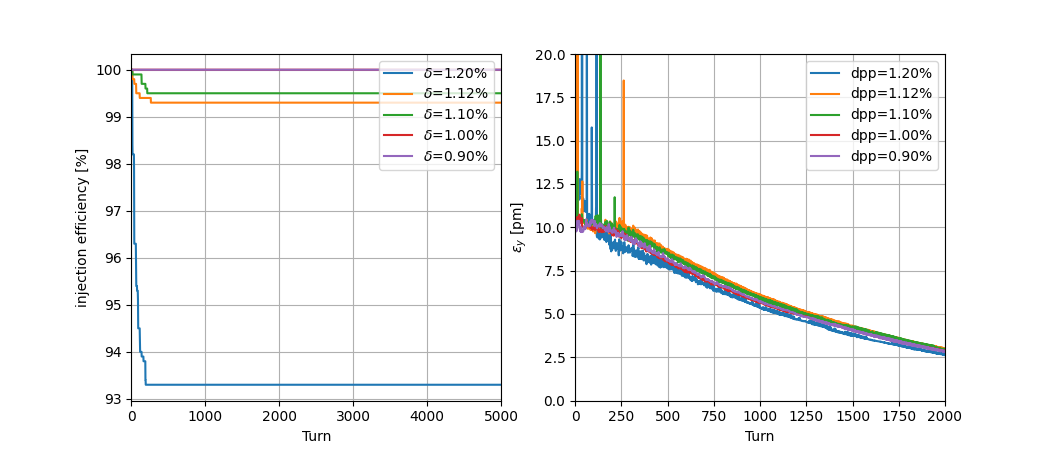 100
99
98
97
96
95
94
93
0
1000
2000
3000
4000
5000
injection efficiency [%]
Turn
δ=1.20%
δ=1.12%
δ=1.10%
δ=1.00%
δ=0.90%
20.0
17.5
15.0
12.5
10.0
7.5
5.0
2.5
0.0
0
250
500
750
1000
1250
1500
1750
2000
εy [pm]
Turn
dpp=1.20%
dpp=1.12%
dpp=1.10%
dpp=1.00%
dpp=0.90%